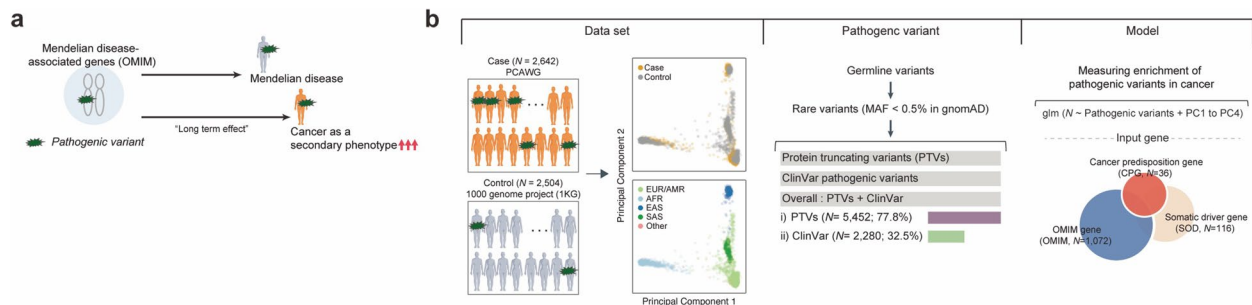 a
Mendelian disease-
associated genes (OMIM)
Mendelian disease
"Long term effect"
Cancer as a
secondary phenotype
Pathogenic variant
b
Data set
Case (N = 2,642)
PCAWG
Control (N = 2,504)
1000 genome project (1KG)
Case
Control
EUR/AMR
AFR
EAS
SAS
Other
Principal Component 2
Principal Component 1
Pathogenc variant
Germline variants
Rare variants (MAF < 0.5% in gnomAD)
Protein truncating variants (PTVs)
ClinVar pathogenic variants
Overall : PTVs + ClinVar
i) PTVs (N= 5,452; 77.8%)
ii) ClinVar (N= 2,280; 32.5%)
Model
Measuring enrichment of
pathogenic variants in cancer
glm (N ~ Pathogenic variants + PC1 to PC4)
Input gene
Cancer predisposition gene
(CPG, N=36)
Somatic driver gene
(SOD, N=116)
OMIM gene
(OMIM, N=1,072)